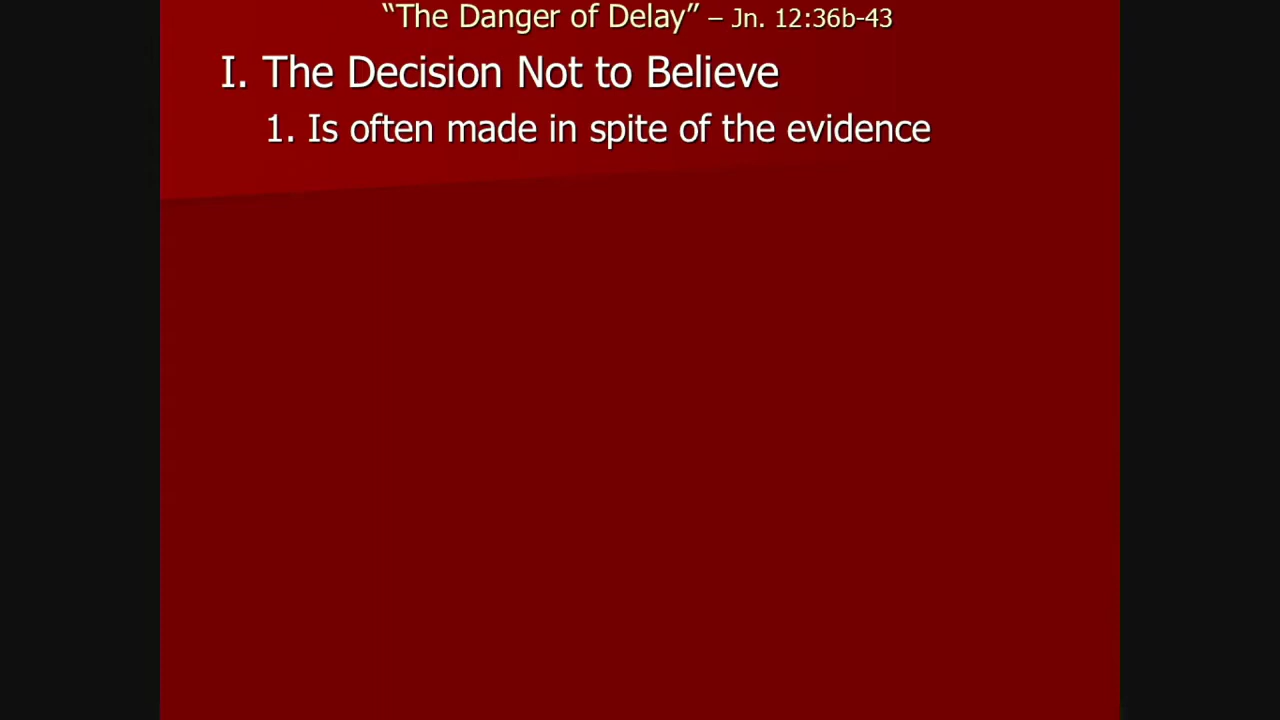 “The Danger of Delay” – Jn. 12:36b-43
I. The Decision Not to Believe
1. Is often made in spite of the evidence